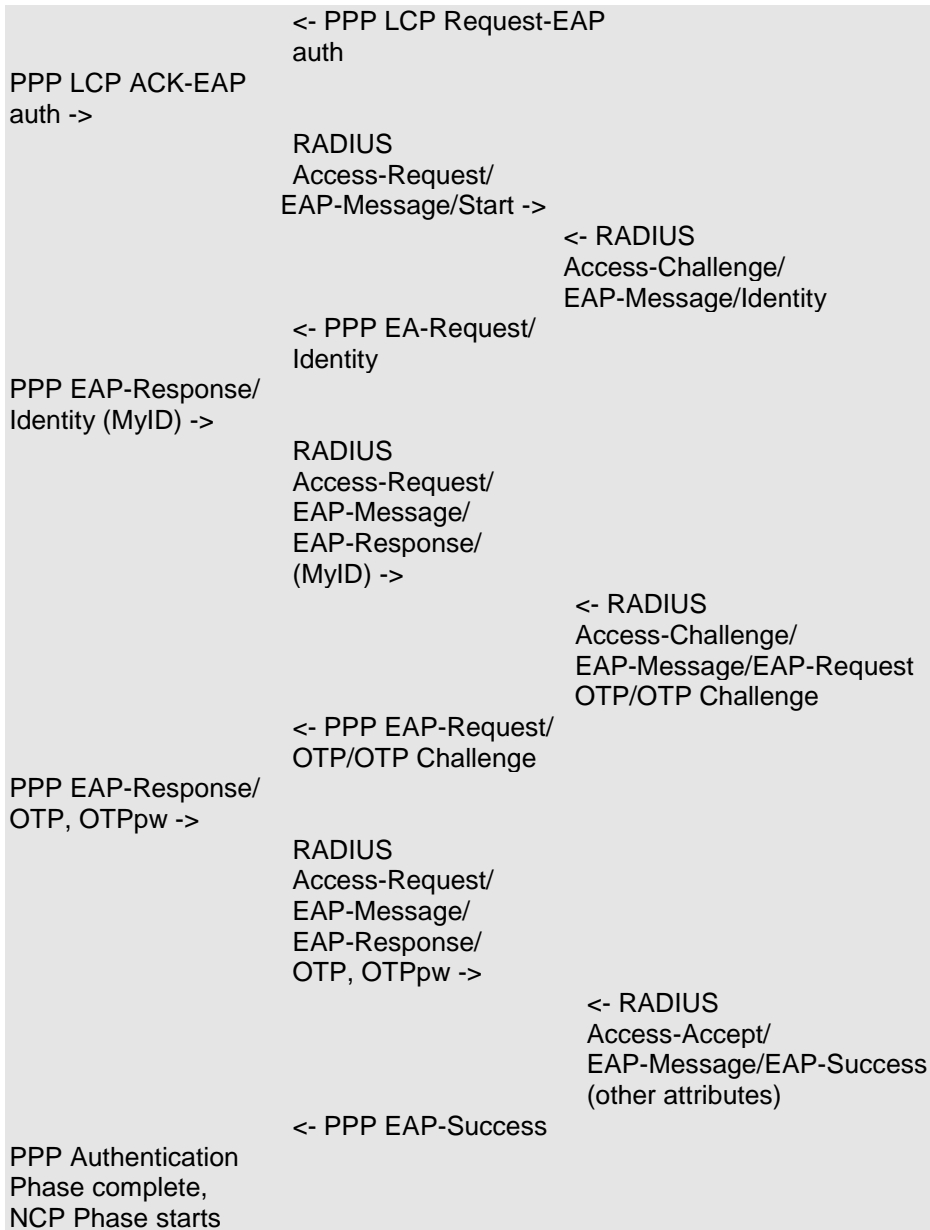 <- PPP LCP Request-EAP
auth
PPP LCP ACK-EAP
auth ->
RADIUS
Access-Request/
EAP-Message/Start ->
<- RADIUS
Access-Challenge/
EAP-Message/Identity
<- PPP EA-Request/
Identity
PPP EAP-Response/
Identity (MyID) ->
RADIUS
Access-Request/
EAP-Message/
EAP-Response/
(MyID) ->
<- RADIUS
Access-Challenge/
EAP-Message/EAP-Request
OTP/OTP Challenge
<- PPP EAP-Request/
OTP/OTP Challenge
PPP EAP-Response/
OTP, OTPpw ->
RADIUS
Access-Request/
EAP-Message/
EAP-Response/
OTP, OTPpw ->
<- RADIUS
Access-Accept/
EAP-Message/EAP-Success
(other attributes)
<- PPP EAP-Success
PPP Authentication
Phase complete,
NCP Phase starts